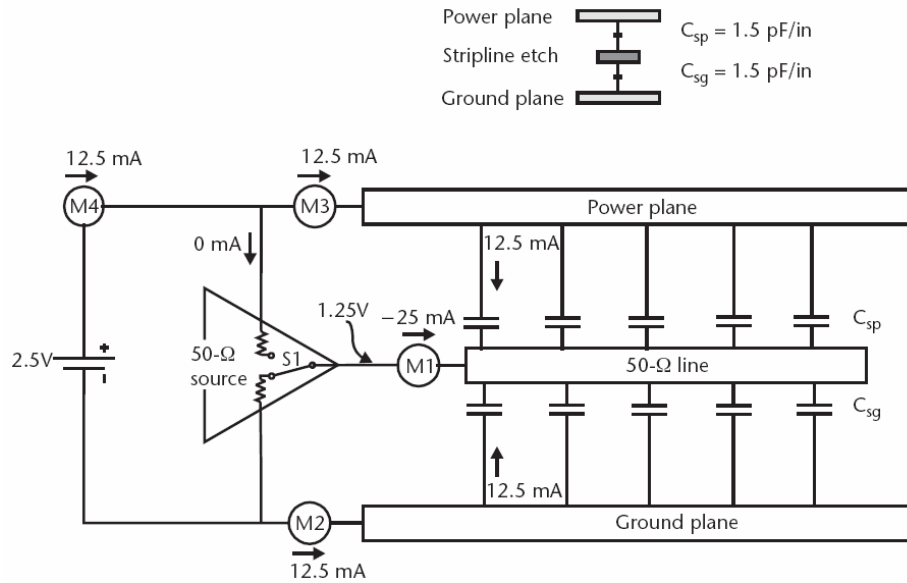 Power plane
C_sp = 1.5 pF/in
Stripline etch
C_sg = 1.5 pF/in
Ground plane
12.5 mA
12.5 mA
M4
M3
Power plane
0 mA
12.5 mA
1.25V
−25 mA
C_sp
2.5V
+
-
50-Ω
source
S1
M1
50-Ω line
C_sg
12.5 mA
M2
Ground plane
12.5 mA